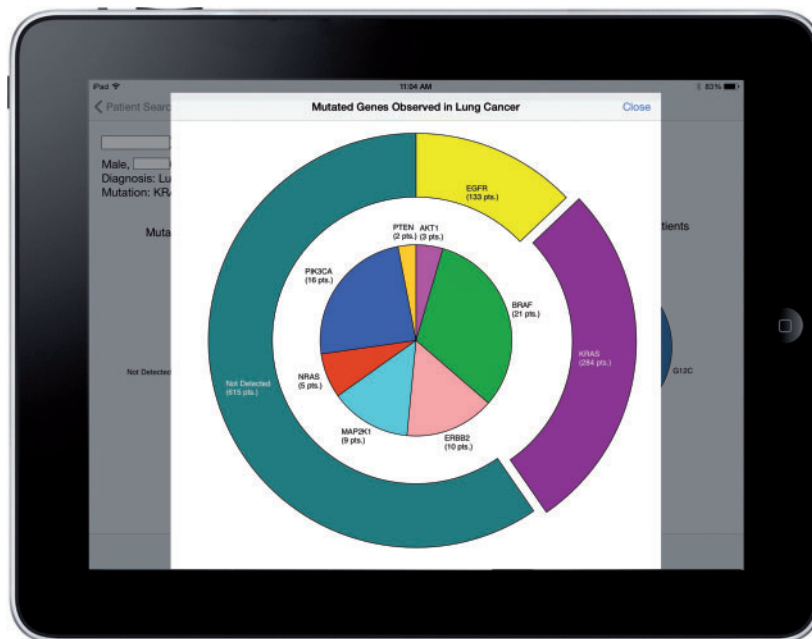 iPad
11:04 AM
83%
Patient Searc
Mutated Genes Observed in Lung Cancer
Close
Male,
Diagnosis: Lu
Mutation: KRA
Muta
tients
EGFR
(133 pts.)
PTEN
(2 pts.)
AKT1
(3 pts.)
PIK3CA
(16 pts.)
BRAF
(21 pts.)
KRAS
(284 pts.)
Not Detected
G12C
Not Detected
(615 pts.)
NRAS
(5 pts.)
MAP2K1
(9 pts.)
ERBB2
(10 pts.)